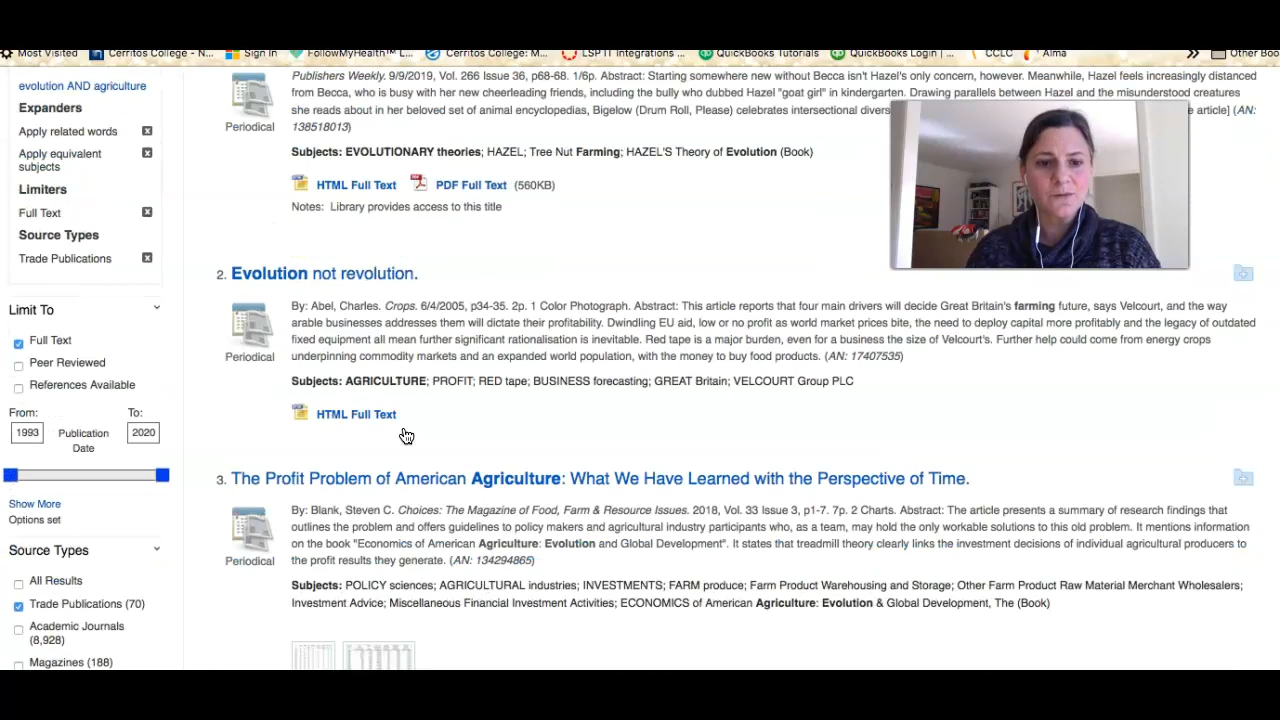 Most Visited Cerritos College - N... Sign In FollowMyHealth™ L... Cerritos College: M... LSP IT Integrations ... QuickBooks Tutorials QuickBooks Login | ... CCLC Alma » Other Boo
evolution AND agriculture
Expanders
Apply related words
Apply equivalent
subjects
Limiters
Full Text
Source Types
Trade Publications
Limit To
Full Text
Peer Reviewed
References Available
From: To:
1993 Publication 2020
Date
Show More
Options set
Source Types
All Results
Trade Publications (70)
Academic Journals
(8,928)
Magazines (188)
Publishers Weekly. 9/9/2019, Vol. 266 Issue 36, p68-68. 1/6p. Abstract: Starting somewhere new without Becca isn't Hazel's only concern, however. Meanwhile, Hazel feels increasingly distanced
from Becca, who is busy with her new cheerleading friends, including the bully who dubbed Hazel "goat girl" in kindergarten. Drawing parallels between Hazel and the misunderstood creatures
she reads about in her beloved set of animal encyclopedias, Bigelow (Drum Roll, Please) celebrates intersectional divers e article] (AN:
138518013)
Periodical
Subjects: EVOLUTIONARY theories; HAZEL; Tree Nut Farming; HAZEL'S Theory of Evolution (Book)
HTML Full Text PDF Full Text (560KB)
Notes: Library provides access to this title
2. Evolution not revolution.
By: Abel, Charles. Crops. 6/4/2005, p34-35. 2p. 1 Color Photograph. Abstract: This article reports that four main drivers will decide Great Britain's farming future, says Velcourt, and the way
arable businesses addresses them will dictate their profitability. Dwindling EU aid, low or no profit as world market prices bite, the need to deploy capital more profitably and the legacy of outdated
fixed equipment all mean further significant rationalisation is inevitable. Red tape is a major burden, even for a business the size of Velcourt's. Further help could come from energy crops
underpinning commodity markets and an expanded world population, with the money to buy food products. (AN: 17407535)
Periodical
Subjects: AGRICULTURE; PROFIT; RED tape; BUSINESS forecasting; GREAT Britain; VELCOURT Group PLC
HTML Full Text
3. The Profit Problem of American Agriculture: What We Have Learned with the Perspective of Time.
By: Blank, Steven C. Choices: The Magazine of Food, Farm & Resource Issues. 2018, Vol. 33 Issue 3, p1-7. 7p. 2 Charts. Abstract: The article presents a summary of research findings that
outlines the problem and offers guidelines to policy makers and agricultural industry participants who, as a team, may hold the only workable solutions to this old problem. It mentions information
on the book "Economics of American Agriculture: Evolution and Global Development". It states that treadmill theory clearly links the investment decisions of individual agricultural producers to
the profit results they generate. (AN: 134294865)
Periodical
Subjects: POLICY sciences; AGRICULTURAL industries; INVESTMENTS; FARM produce; Farm Product Warehousing and Storage; Other Farm Product Raw Material Merchant Wholesalers;
Investment Advice; Miscellaneous Financial Investment Activities; ECONOMICS of American Agriculture: Evolution & Global Development, The (Book)